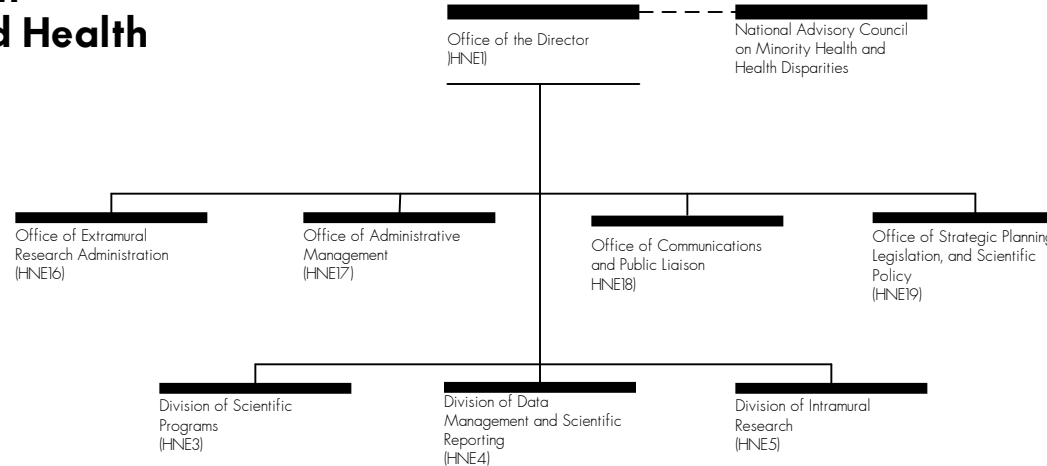 Health
Office of the Director
)HNE1)
National Advisory Council
on Minority Health and
Health Disparities
Office of Extramural
Research Administration
(HNE16)
Office of Administrative
Management
(HNE17)
Office of Communications
and Public Liaison
HNE18)
Office of Strategic Planning
Legislation, and Scientific
Policy
(HNE19)
Division of Scientific
Programs
(HNE3)
Division of Data
Management and Scientific
Reporting
(HNE4)
Division of Intramural
Research
(HNE5)